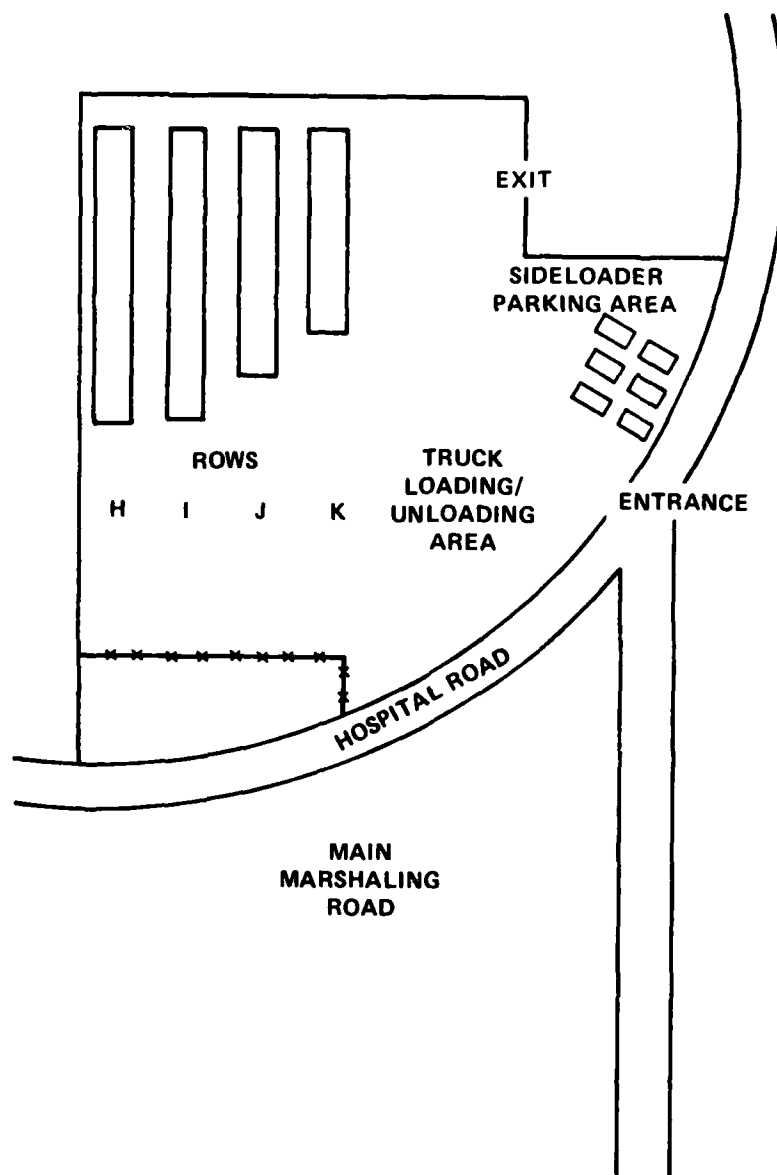 EXIT
SIDELOADER
PARKING AREA
ROWS
H I J K
TRUCK
LOADING/
UNLOADING
AREA
ENTRANCE
HOSPITAL ROAD
MAIN
MARSHALING
ROAD